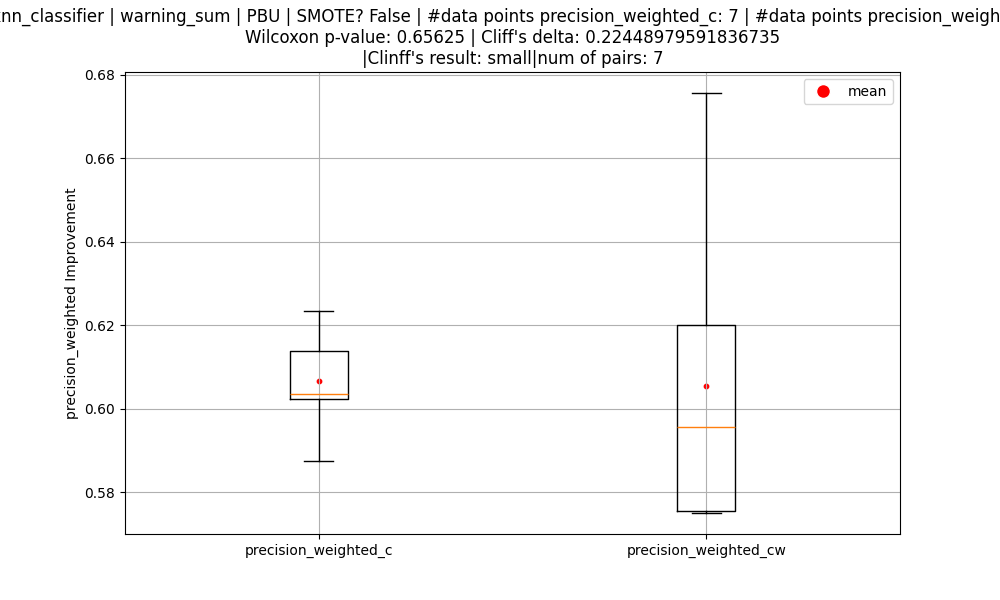 nn_classifier | warning_sum | PBU | SMOTE? False | #data points precision_weighted_c: 7 | #data points precision_weigh
Wilcoxon p-value: 0.65625 | Cliff's delta: 0.22448979591836735
|Clinff's result: small|num of pairs: 7
mean
0.68
0.66
0.64
0.62
0.60
0.58
precision_weighted Improvement
precision_weighted_c
precision_weighted_cw